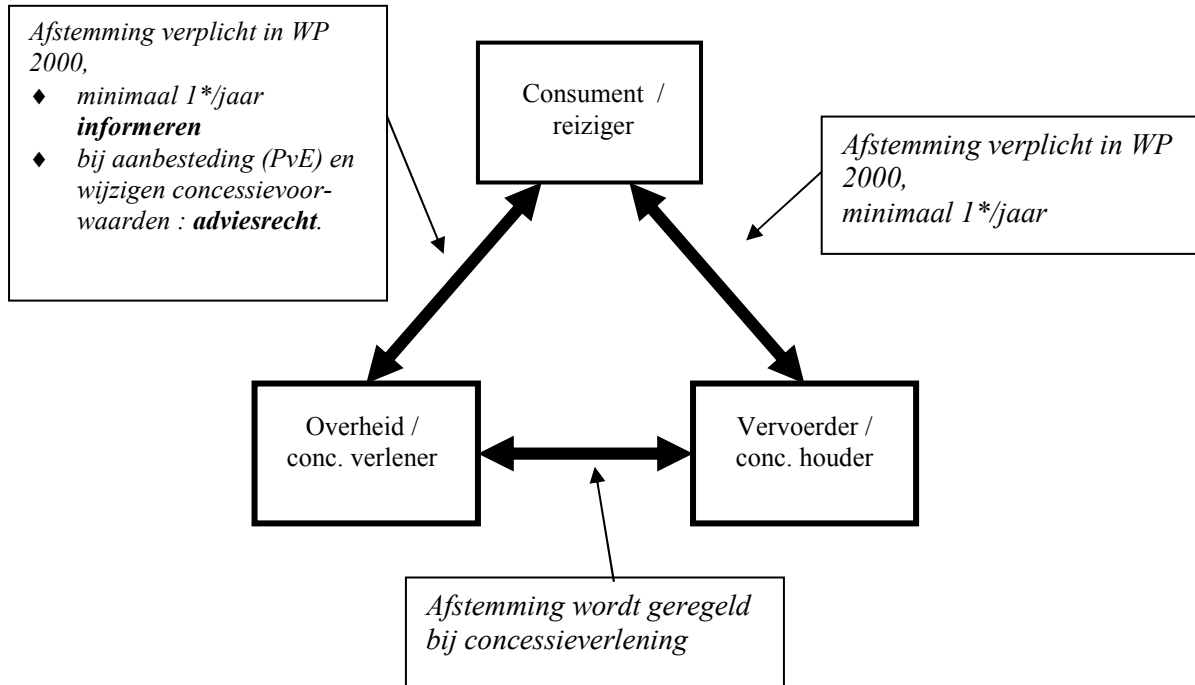 Afstemming verplicht in WP
2000,
♦ minimaal 1*/jaar
informeren
♦ bij aanbesteding (PvE) en
wijzigen concessievoor-
waarden : adviesrecht.
Consument /
reiziger
Afstemming verplicht in WP
2000,
minimaal 1*/jaar
Overheid /
conc. verlener
Vervoerder /
conc. houder
Afstemming wordt geregeld
bij concessieverlening